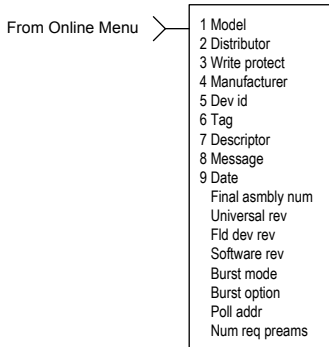 From Online Menu
1 Model
2 Distributor
3 Write protect
4 Manufacturer
5 Dev id
6 Tag
7 Descriptor
8 Message
9 Date
Final asmbly num
Universal rev
Fld dev rev
Software rev
Burst mode
Burst option
Poll addr
Num req preams